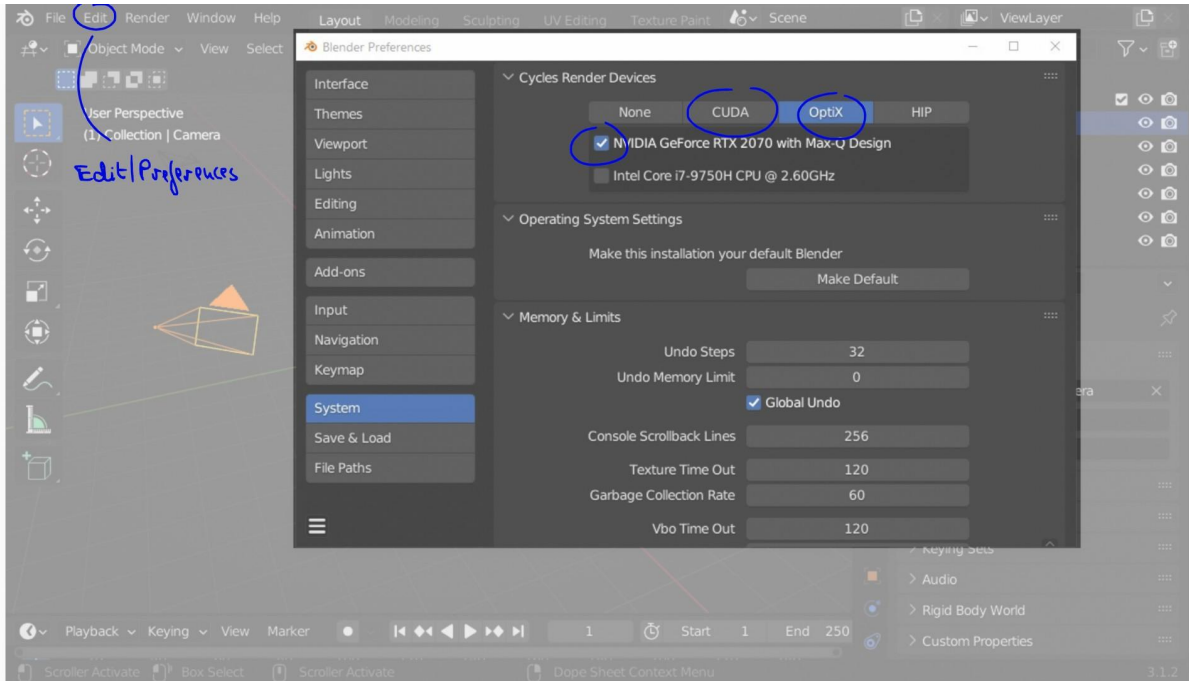 File Edit Render Window Help Layout Modeling Sculpting UV Editing Texture Paint Scene ViewLayer
Object Mode View Select
Blender Preferences
User Perspective
(1) Collection | Camera
Edit|Preferences
Interface
Themes
Viewport
Lights
Editing
Animation
Add-ons
Input
Navigation
Keymap
System
Save & Load
File Paths
Cycles Render Devices
None CUDA OptiX HIP
NVIDIA GeForce RTX 2070 with Max-Q Design
Intel Core i7-9750H CPU @ 2.60GHz
Operating System Settings
Make this installation your default Blender
Make Default
Memory & Limits
Undo Steps 32
Undo Memory Limit 0
Global Undo
Console Scrollback Lines 256
Texture Time Out 120
Garbage Collection Rate 60
Vbo Time Out 120
era
Keying Sets
Audio
Rigid Body World
Custom Properties
Playback Keying View Marker 1 Start 1 End 250
Scroller Activate Box Select Scroller Activate Dope Sheet Context Menu 3.1.2